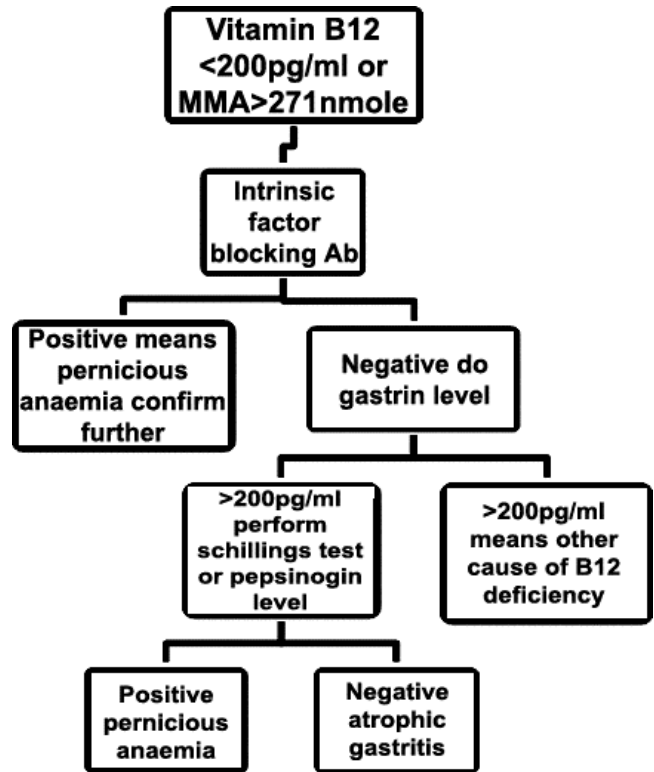 Vitamin B12
<200pg/ml or
MMA>271nmole
Intrinsic
factor
blocking Ab
Positive means
pernicious
anaemia confirm
further
Negative do
gastrin level
>200pg/ml
perform
schillings test
or pepsinogin
level
>200pg/ml
means other
cause of B12
deficiency
Positive
pernicious
anaemia
Negative
atrophic
gastritis